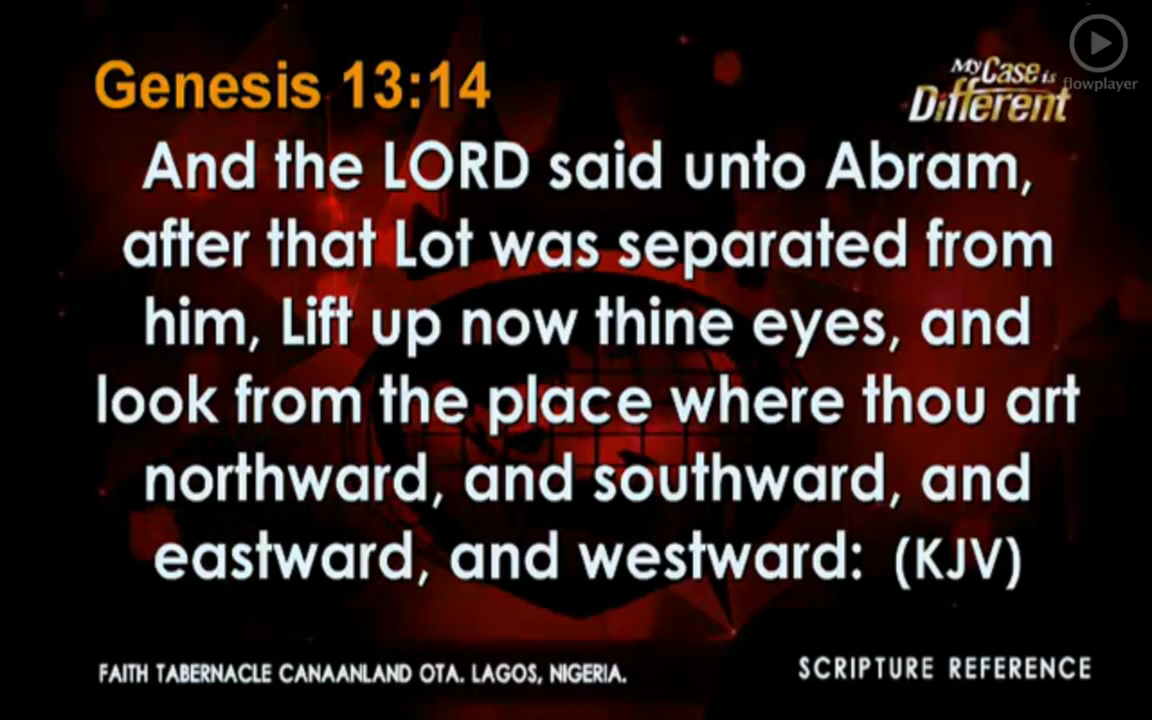 Genesis 13:14
My Case is
Different
flowplayer
And the LORD said unto Abram,
after that Lot was separated from
him, Lift up now thine eyes, and
look from the place where thou art
northward, and southward, and
eastward, and westward: (KJV)
FAITH TABERNACLE CANAANLAND OTA. LAGOS, NIGERIA.
SCRIPTURE REFERENCE